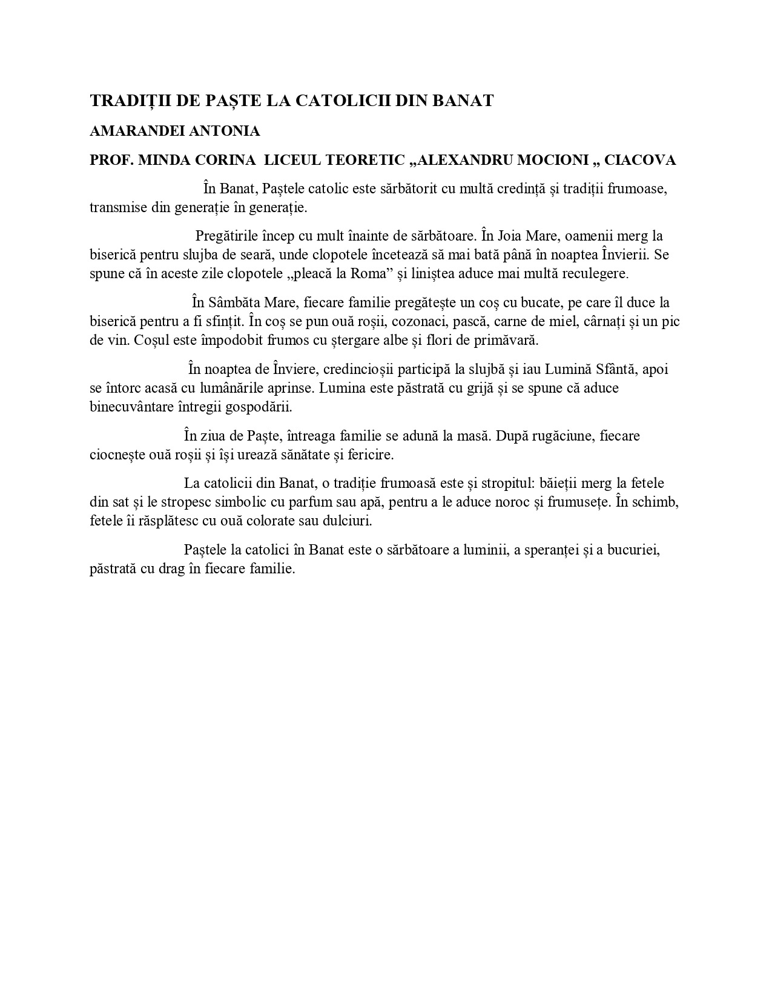 TRADIȚII DE PAȘTE LA CATOLICII DIN BANAT
AMARANDEI ANTONIA
PROF. MINDA CORINA  LICEUL TEORETIC „ALEXANDRU MOCIONI „ CIACOVA
În Banat, Paștele catolic este sărbătorit cu multă credință și tradiții frumoase,
transmise din generație în generație.
Pregătirile încep cu mult înainte de sărbătoare. În Joia Mare, oamenii merg la
biserică pentru slujba de seară, unde clopotele încetează să mai bată până în noaptea Învierii. Se
spune că în aceste zile clopotele „pleacă la Roma” și liniștea aduce mai multă reculegere.
În Sâmbăta Mare, fiecare familie pregătește un coș cu bucate, pe care îl duce la
biserică pentru a fi sfințit. În coș se pun ouă roșii, cozonaci, pască, carne de miel, cârnați și un pic
de vin. Coșul este împodobit frumos cu ștergare albe și flori de primăvară.
În noaptea de Înviere, credincioșii participă la slujbă și iau Lumină Sfântă, apoi
se întorc acasă cu lumânările aprinse. Lumina este păstrată cu grijă și se spune că aduce
binecuvântare întregii gospodării.
În ziua de Paște, întreaga familie se adună la masă. După rugăciune, fiecare
ciocnește ouă roșii și își urează sănătate și fericire.
La catolicii din Banat, o tradiție frumoasă este și stropitul: băieții merg la fetele
din sat și le stropesc simbolic cu parfum sau apă, pentru a le aduce noroc și frumusețe. În schimb,
fetele îi răsplătesc cu ouă colorate sau dulciuri.
Paștele la catolici în Banat este o sărbătoare a luminii, a speranței și a bucuriei,
păstrată cu drag în fiecare familie.